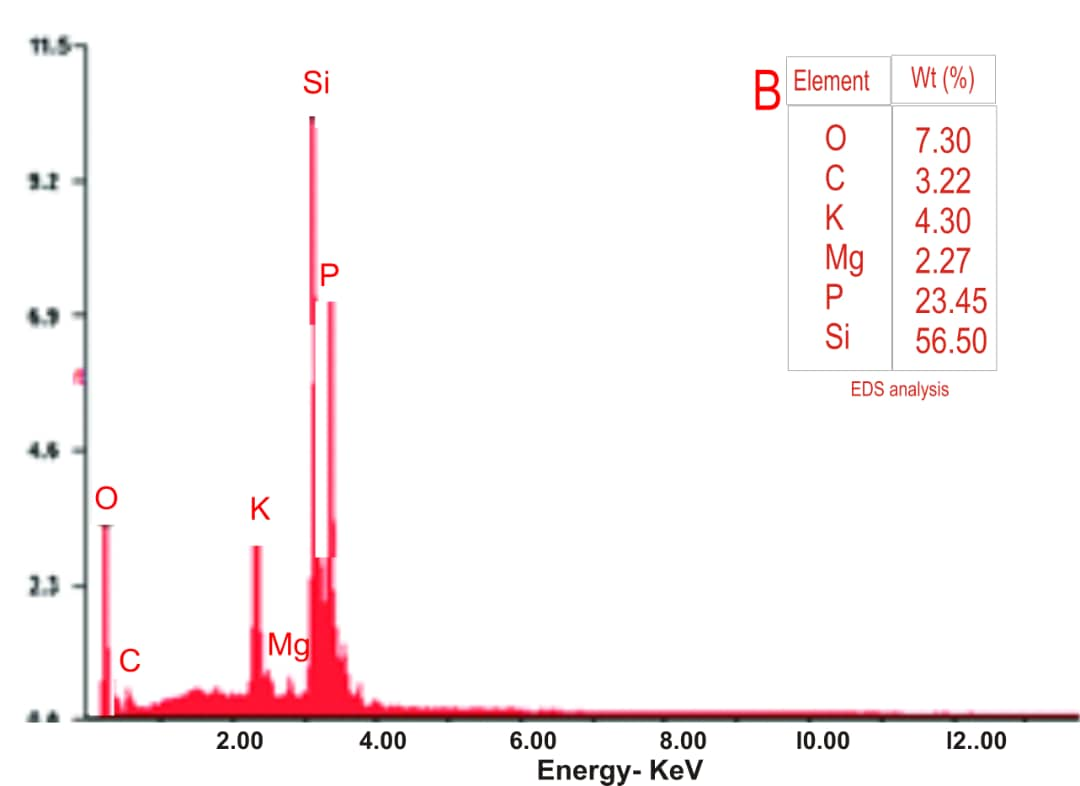 11.5
Si
B
Element Wt (%)
O 7.30
C 3.22
K 4.30
Mg 2.27
P 23.45
Si 56.50
EDS analysis
9.2
P
6.9
4.6
O
K
2.3
Mg
C
0.0
2.00 4.00 6.00 8.00 I0.00 I2..00
Energy- KeV